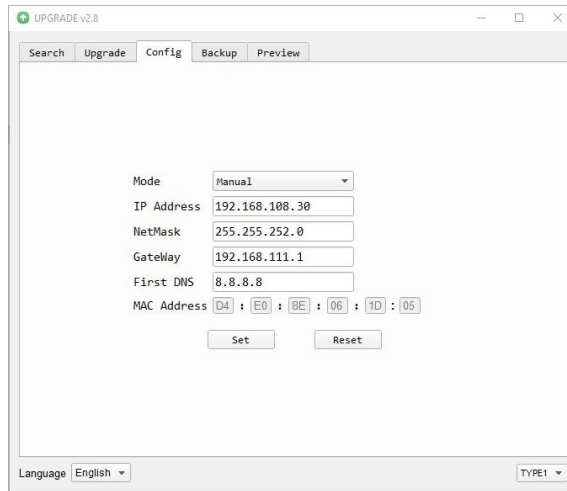 UPGRADE v2.8
Search Upgrade Config Backup Preview
Mode Manual
IP Address 192.168.108.30
NetMask 255.255.252.0
GateWay 192.168.111.1
First DNS 8.8.8.8
MAC Address D4 : E0 : 8E : 06 : 1D : 05
Set Reset
Language English TYPE1